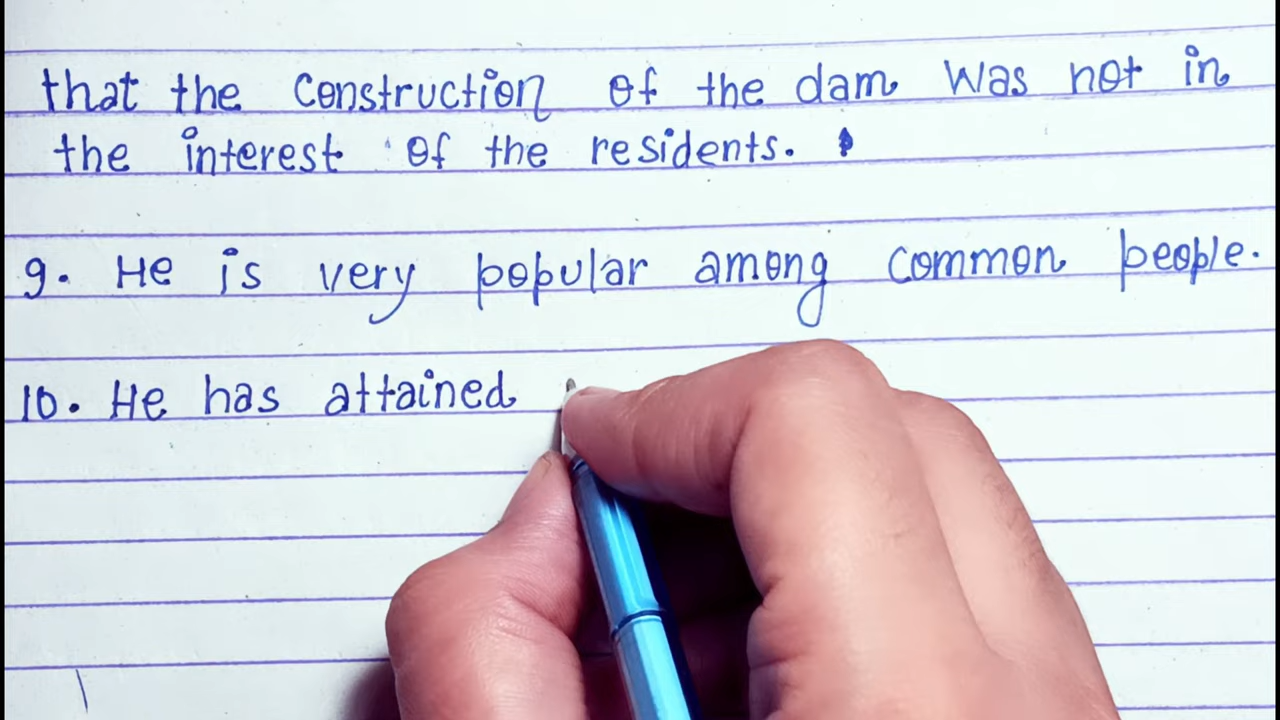 that the construction of the dam was not in
the interest of the residents.
9. He is very popular among common people.
10. He has attained